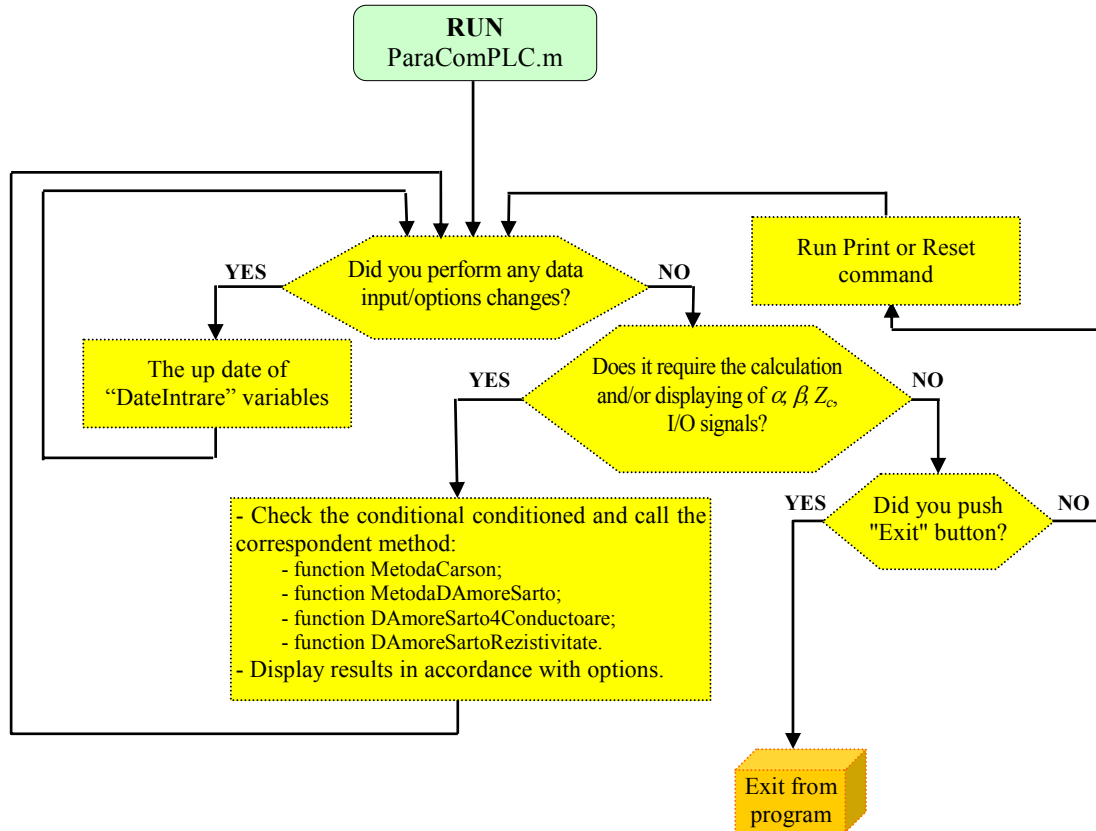 RUN
ParaComPLC.m
YES
Did you perform any data
input/options changes?
NO
Run Print or Reset
command
The up date of
“DateIntrare” variables
YES
Does it require the calculation
and/or displaying of α, β, Zc,
I/O signals?
NO
- Check the conditional conditioned and call the
correspondent method:
- function MetodaCarson;
- function MetodaDAmoreSarto;
- function DAmoreSarto4Conductoare;
- function DAmoreSartoRezistivitate.
- Display results in accordance with options.
YES
Did you push
"Exit" button?
NO
Exit from
program